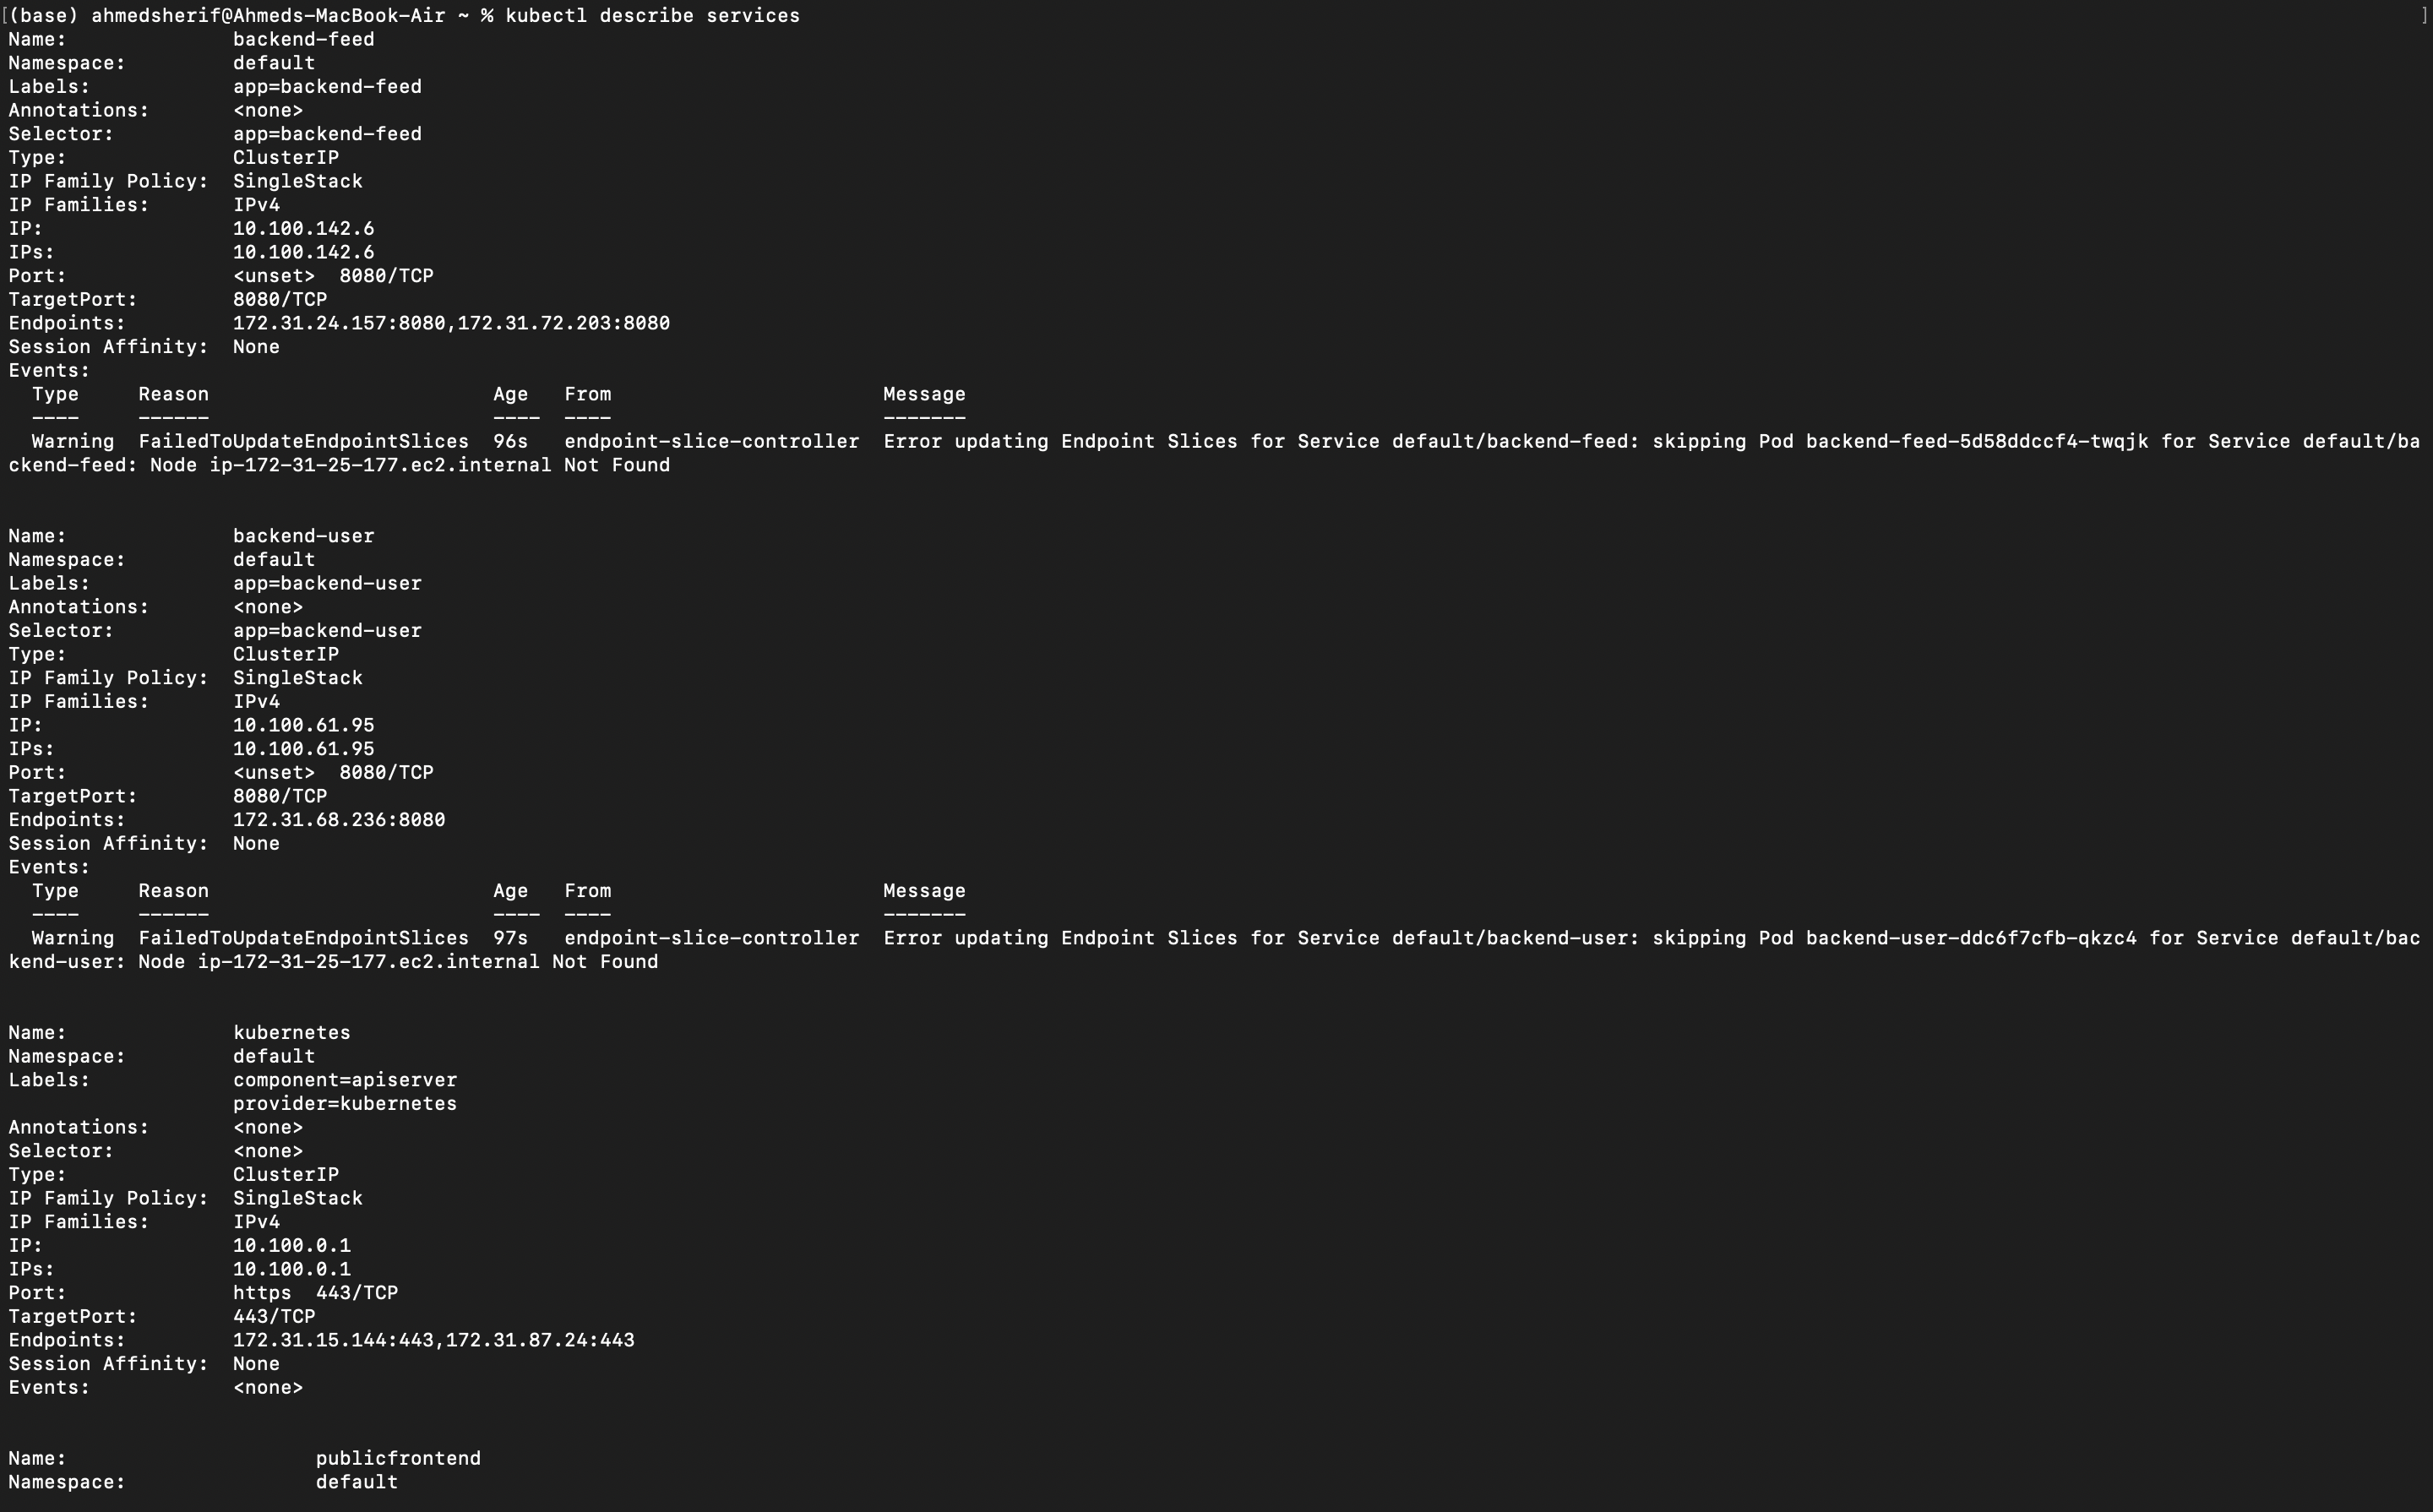 [(base) ahmedsherif@Ahmeds-MacBook-Air ~ % kubectl describe services ]
Name:              backend-feed
Namespace:         default
Labels:            app=backend-feed
Annotations:       <none>
Selector:          app=backend-feed
Type:              ClusterIP
IP Family Policy:  SingleStack
IP Families:       IPv4
IP:                10.100.142.6
IPs:               10.100.142.6
Port:              <unset>  8080/TCP
TargetPort:        8080/TCP
Endpoints:         172.31.24.157:8080,172.31.72.203:8080
Session Affinity:  None
Events:
  Type     Reason                        Age   From                       Message
  ----     ------                        ----  ----                       -------
  Warning  FailedToUpdateEndpointSlices  96s   endpoint-slice-controller  Error updating Endpoint Slices for Service default/backend-feed: skipping Pod backend-feed-5d58ddccf4-twqjk for Service default/ba
ckend-feed: Node ip-172-31-25-177.ec2.internal Not Found
Name:              backend-user
Namespace:         default
Labels:            app=backend-user
Annotations:       <none>
Selector:          app=backend-user
Type:              ClusterIP
IP Family Policy:  SingleStack
IP Families:       IPv4
IP:                10.100.61.95
IPs:               10.100.61.95
Port:              <unset>  8080/TCP
TargetPort:        8080/TCP
Endpoints:         172.31.68.236:8080
Session Affinity:  None
Events:
  Type     Reason                        Age   From                       Message
  ----     ------                        ----  ----                       -------
  Warning  FailedToUpdateEndpointSlices  97s   endpoint-slice-controller  Error updating Endpoint Slices for Service default/backend-user: skipping Pod backend-user-ddc6f7cfb-qkzc4 for Service default/bac
kend-user: Node ip-172-31-25-177.ec2.internal Not Found
Name:              kubernetes
Namespace:         default
Labels:            component=apiserver
                   provider=kubernetes
Annotations:       <none>
Selector:          <none>
Type:              ClusterIP
IP Family Policy:  SingleStack
IP Families:       IPv4
IP:                10.100.0.1
IPs:               10.100.0.1
Port:              https  443/TCP
TargetPort:        443/TCP
Endpoints:         172.31.15.144:443,172.31.87.24:443
Session Affinity:  None
Events:            <none>
Name:                     publicfrontend
Namespace:                default